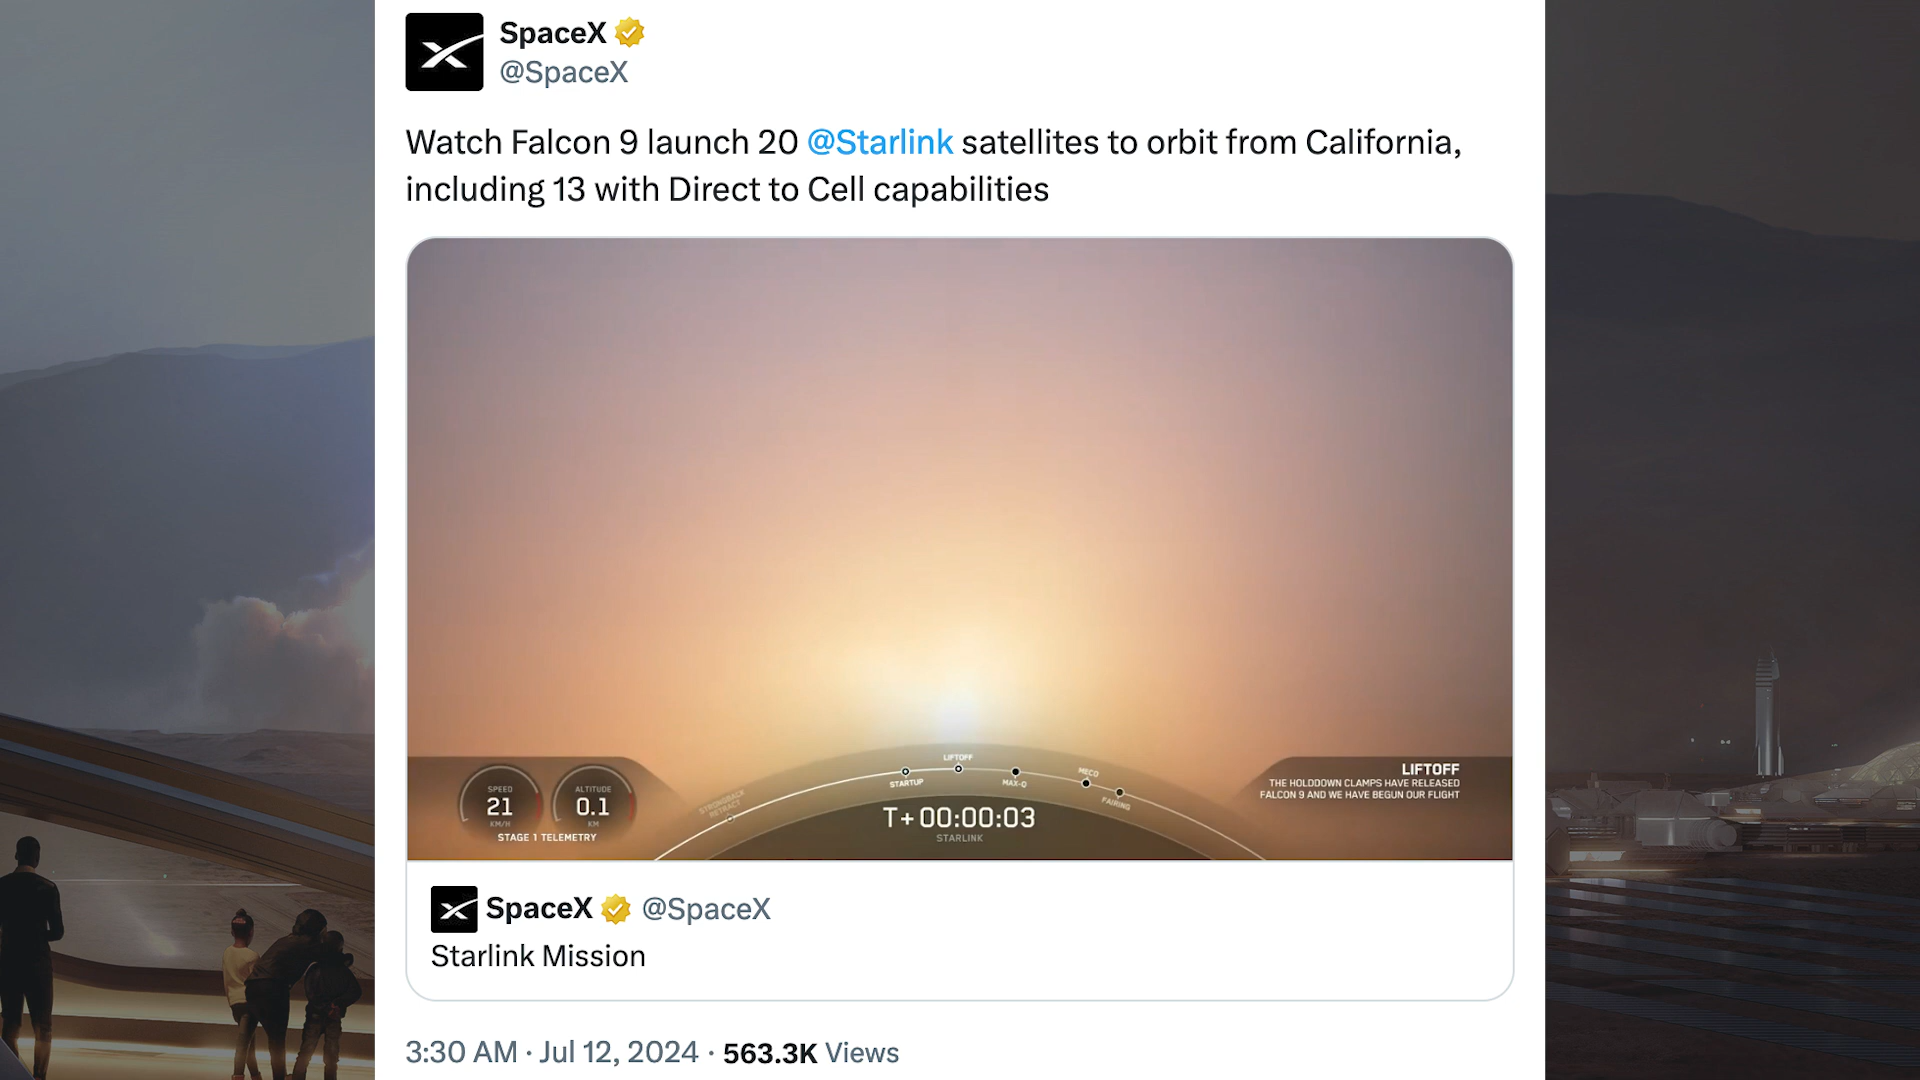 SpaceX
@SpaceX
Watch Falcon 9 launch 20 @Starlink satellites to orbit from California,
including 13 with Direct to Cell capabilities
SPEED
21
KM/H
ALTITUDE
0.1
KM
STAGE 1 TELEMETRY
STRONGBACK
RETRACT
STARTUP
LIFTOFF
MAX-Q
MECO
FAIRING
T+00:00:03
STARLINK
LIFTOFF
THE HOLDDOWN CLAMPS HAVE RELEASED
FALCON 9 AND WE HAVE BEGUN OUR FLIGHT
SpaceX @SpaceX
Starlink Mission
3:30 AM · Jul 12, 2024 · 563.3K Views